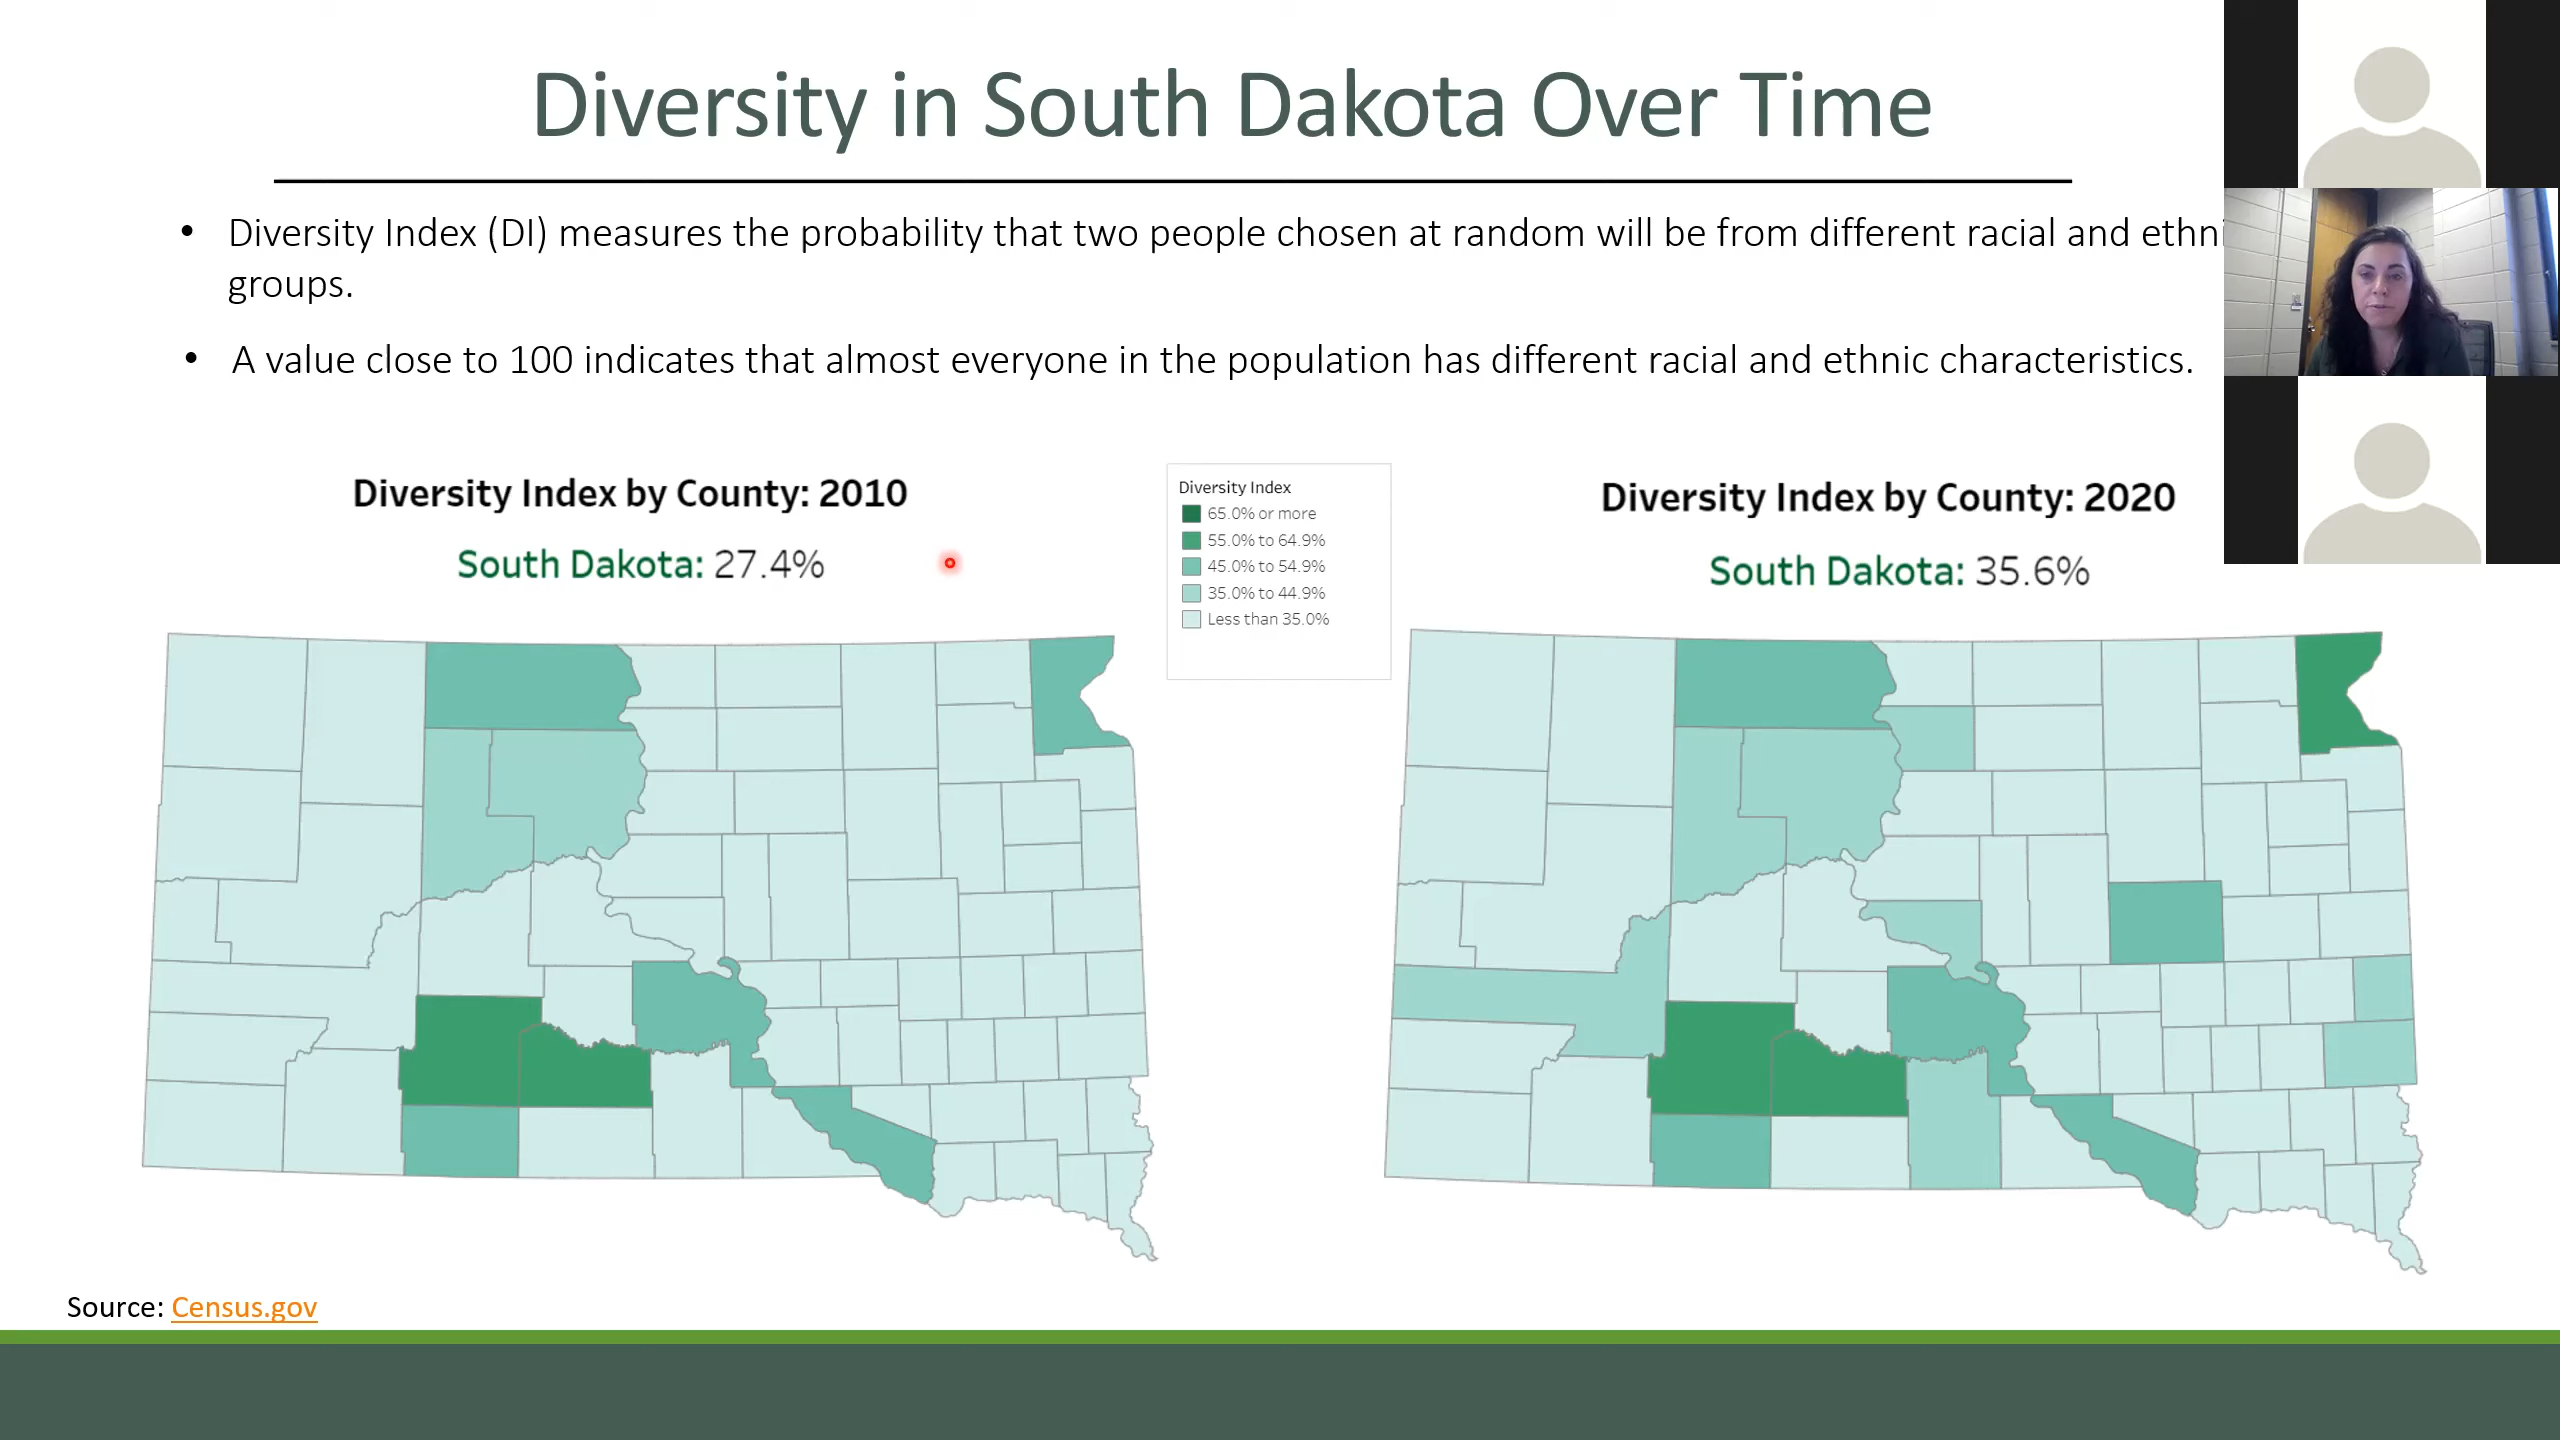 Diversity in South Dakota Over Time
• Diversity Index (DI) measures the probability that two people chosen at random will be from different racial and ethni
groups.
• A value close to 100 indicates that almost everyone in the population has different racial and ethnic characteristics.
Diversity Index by County: 2010
South Dakota: 27.4%
Diversity Index
65.0% or more
55.0% to 64.9%
45.0% to 54.9%
35.0% to 44.9%
Less than 35.0%
Diversity Index by County: 2020
South Dakota: 35.6%
Source: Census.gov